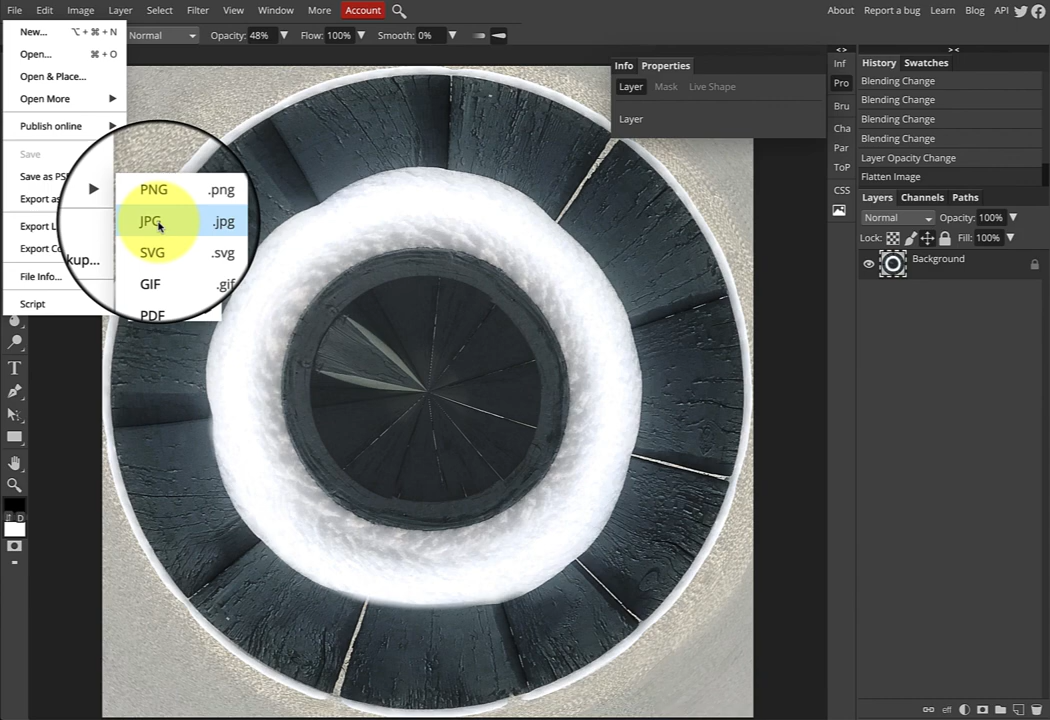 File Edit Image Layer Select Filter View Window More Account About Report a bug Learn Blog API
Normal Opacity: 48% Flow: 100% Smooth: 0%
New... ⌥ + ⌘ + N
Open... ⌘ + O
Open & Place...
Open More
Publish online
Save
Save as PS
Export as
Export L
Export Co
File Info...
Script
PNG .png
JPG .jpg
SVG .svg
GIF .gif
PDF
kup...
Info Properties
Layer Mask Live Shape
Layer
Inf
Pro
Bru
Cha
Par
ToP
CSS
History Swatches
Blending Change
Blending Change
Blending Change
Blending Change
Layer Opacity Change
Flatten Image
Layers Channels Paths
Normal Opacity: 100%
Lock: Fill: 100%
Background
T
D
eff